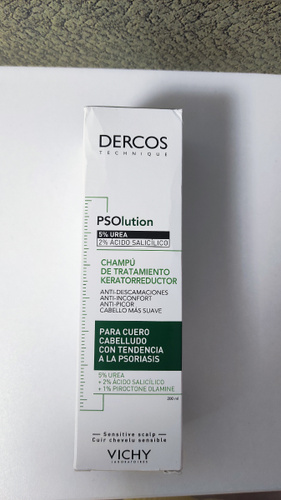 DERCOS
TECHNIQUE
PSOlution
5% UREA
2% ÁCIDO SALICÍLICO
CHAMPÚ
DE TRATAMIENTO
KERATORREDUCTOR
ANTI-DESCAMACIONES
ANTI-INCONFORT
ANTI-PICOR
CABELLO MÁS SUAVE
PARA CUERO
CABELLUDO
CON TENDENCIA
A LA PSORIASIS
5% UREA
+ 2% ÁCIDO SALICÍLICO
+ 1% PIROCTONE OLAMINE
200 ml
Sensitive scalp
Cuir chevelu sensible
VICHY
LABORATOIRES